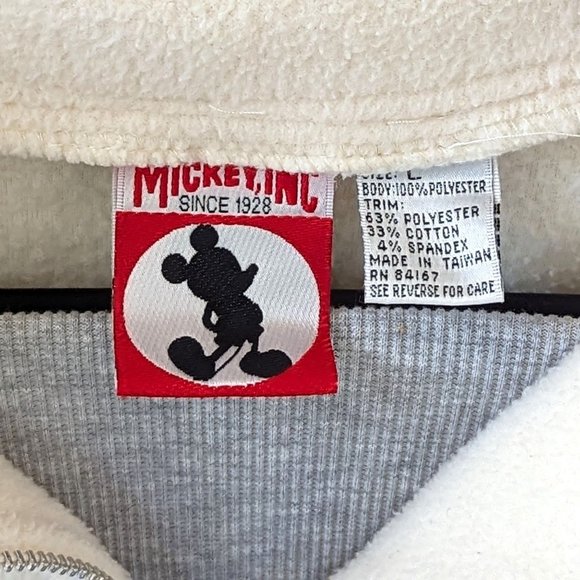 MICKEY, INC
SINCE 1928
SIZE: L
BODY:100% POLYESTER
TRIM:
63% POLYESTER
33% COTTON
4% SPANDEX
MADE IN TAIWAN
RN 84167
SEE REVERSE FOR CARE